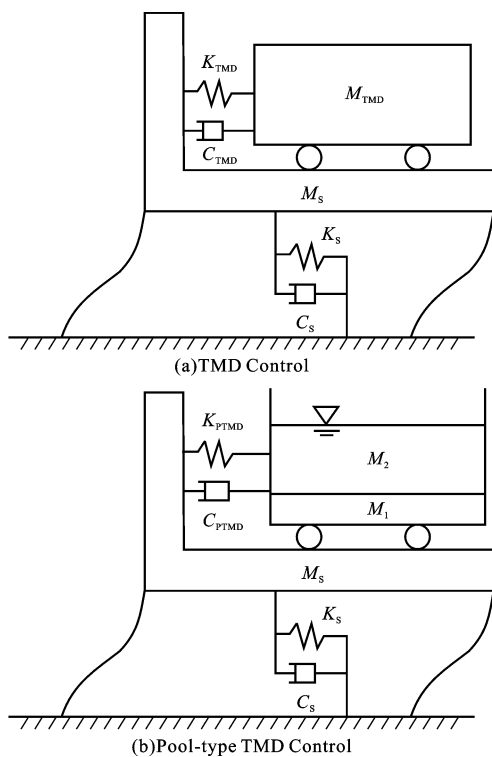 K_TMD
M_TMD
C_TMD
M_S
K_S
C_S
(a)TMD Control
K_PTMD
M_2
M_1
C_PTMD
M_S
K_S
C_S
(b)Pool-type TMD Control